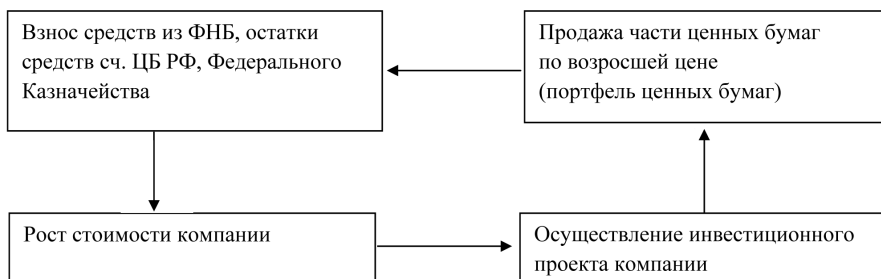 Взнос средств из ФНБ, остатки
средств сч. ЦБ РФ, Федерального
Казначейства
Продажа части ценных бумаг
по возросшей цене
(портфель ценных бумаг)
Рост стоимости компании
Осуществление инвестиционного
проекта компании